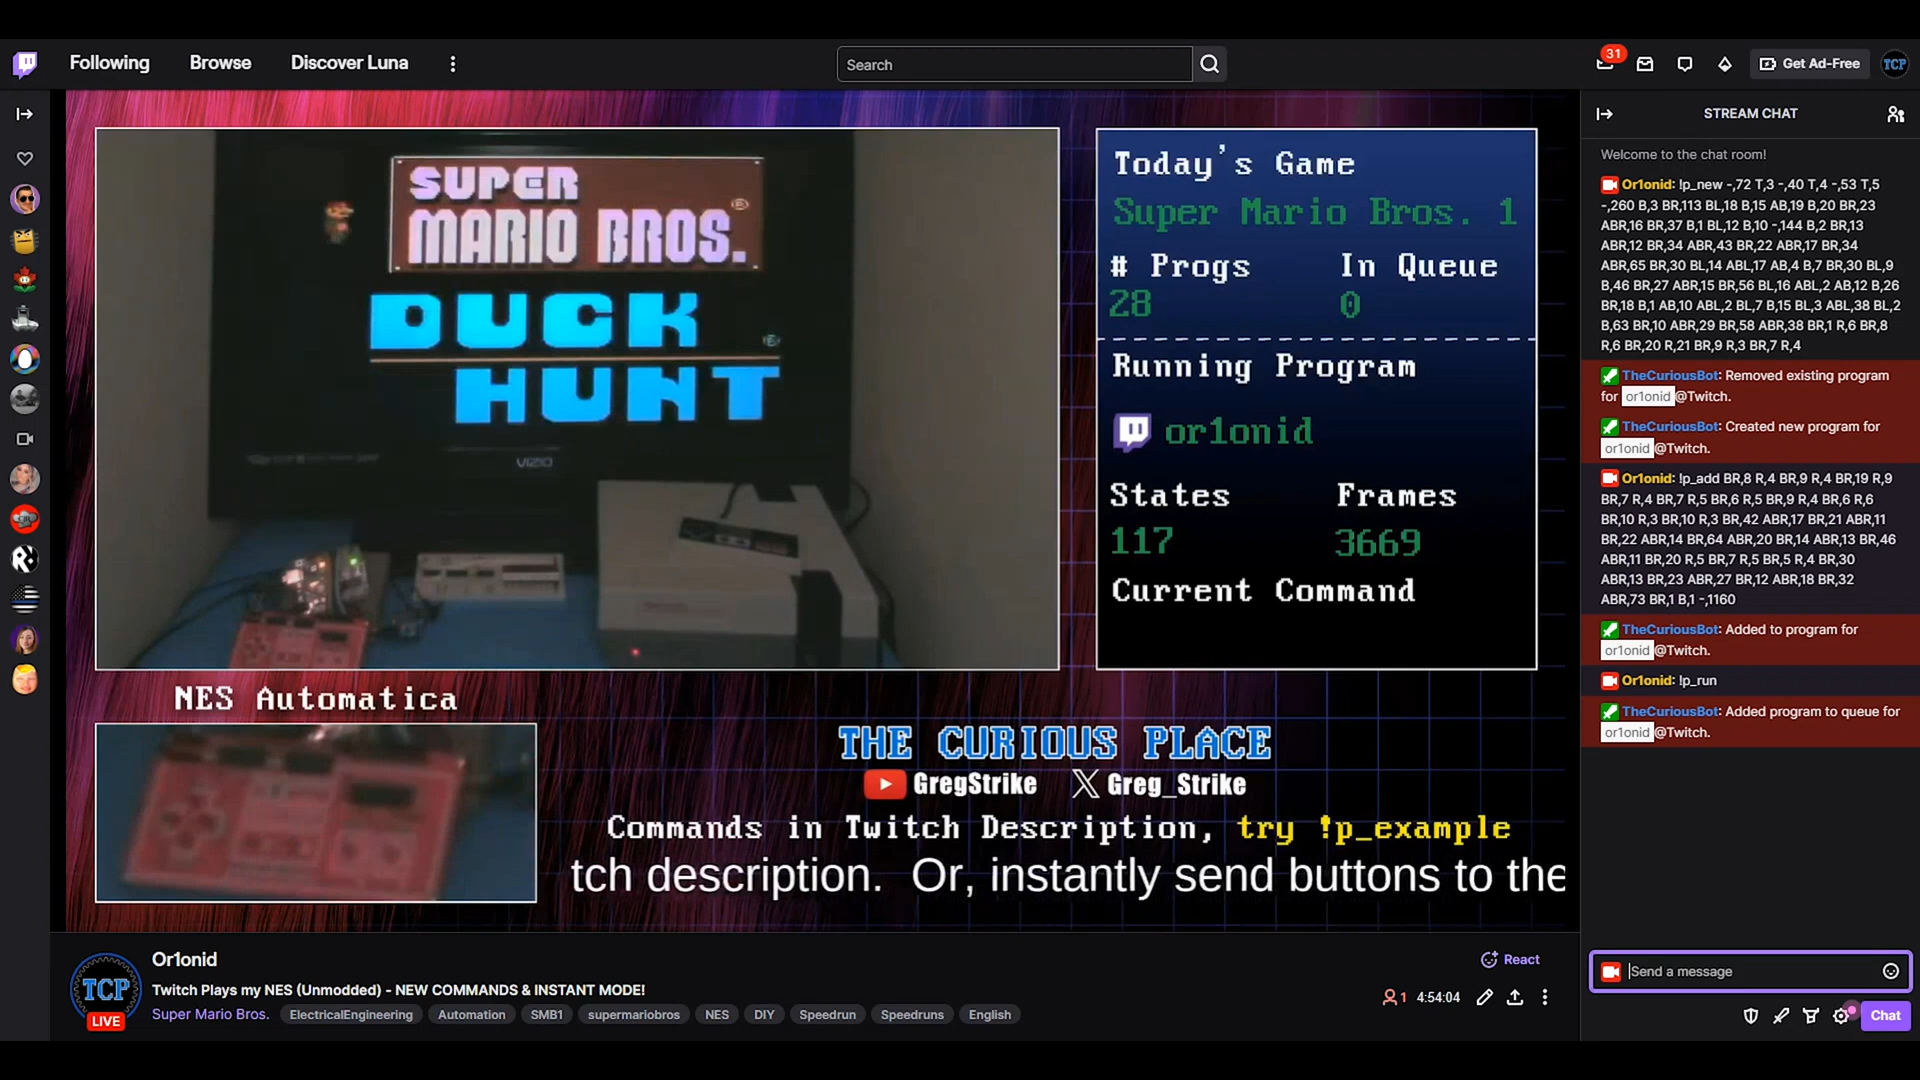 Following
Browse
Discover Luna
Search
31
Get Ad-Free
TCP
SUPER
MARIO BROS.
DUCK
HUNT
VIZIO
Today's Game
Super Mario Bros. 1
# Progs In Queue
28 0
Running Program
or1onid
States Frames
117 3669
Current Command
NES Automatica
THE CURIOUS PLACE
GregStrike Greg_Strike
Commands in Twitch Description, try !p_example
tch description. Or, instantly send buttons to the
TCP
LIVE
Or1onid
Twitch Plays my NES (Unmodded) - NEW COMMANDS & INSTANT MODE!
Super Mario Bros. ElectricalEngineering Automation SMB1 supermariobros NES DIY Speedrun Speedruns English
React
1 4:54:04
STREAM CHAT
Welcome to the chat room!
Or1onid: !p_new -,72 T,3 -,40 T,4 -,53 T,5
-,260 B,3 BR,113 BL,18 B,15 AB,19 B,20 BR,23
ABR,16 BR,37 B,1 BL,12 B,10 -,144 B,2 BR,13
ABR,12 BR,34 ABR,43 BR,22 ABR,17 BR,34
ABR,65 BR,30 BL,14 ABL,17 AB,4 B,7 BR,30 BL,9
B,46 BR,27 ABR,15 BR,56 BL,16 ABL,2 AB,12 B,26
BR,18 B,1 AB,10 ABL,2 BL,7 B,15 BL,3 ABL,38 BL,2
B,63 BR,10 ABR,29 BR,58 ABR,38 BR,1 R,6 BR,8
R,6 BR,20 R,21 BR,9 R,3 BR,7 R,4
TheCuriousBot: Removed existing program
for or1onid@Twitch.
TheCuriousBot: Created new program for
or1onid@Twitch.
Or1onid: !p_add BR,8 R,4 BR,9 R,4 BR,19 R,9
BR,7 R,4 BR,7 R,5 BR,6 R,5 BR,9 R,4 BR,6 R,6
BR,10 R,3 BR,10 R,3 BR,42 ABR,17 BR,21 ABR,11
BR,22 ABR,14 BR,64 ABR,20 BR,14 ABR,13 BR,46
ABR,11 BR,20 R,5 BR,7 R,5 BR,5 R,4 BR,30
ABR,13 BR,23 ABR,27 BR,12 ABR,18 BR,32
ABR,73 BR,1 B,1 -,1160
TheCuriousBot: Added to program for
or1onid@Twitch.
Or1onid: !p_run
TheCuriousBot: Added program to queue for
or1onid@Twitch.
Send a message
Chat